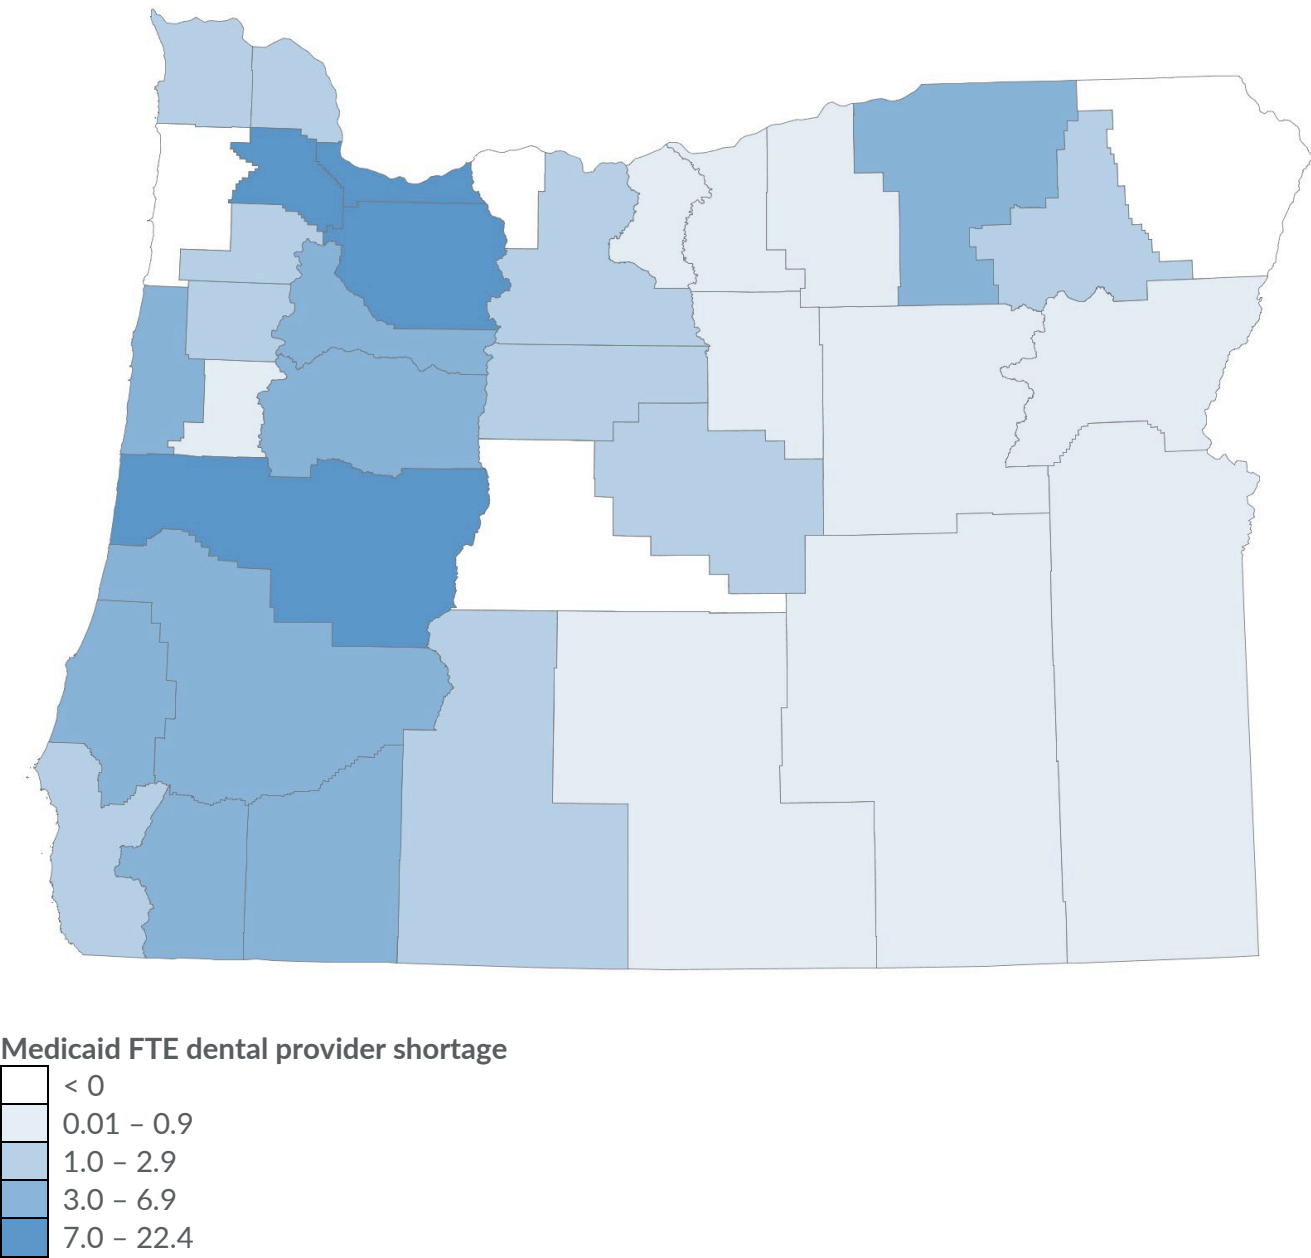 Medicaid FTE dental provider shortage
< 0
0.01 – 0.9
1.0 – 2.9
3.0 – 6.9
7.0 – 22.4